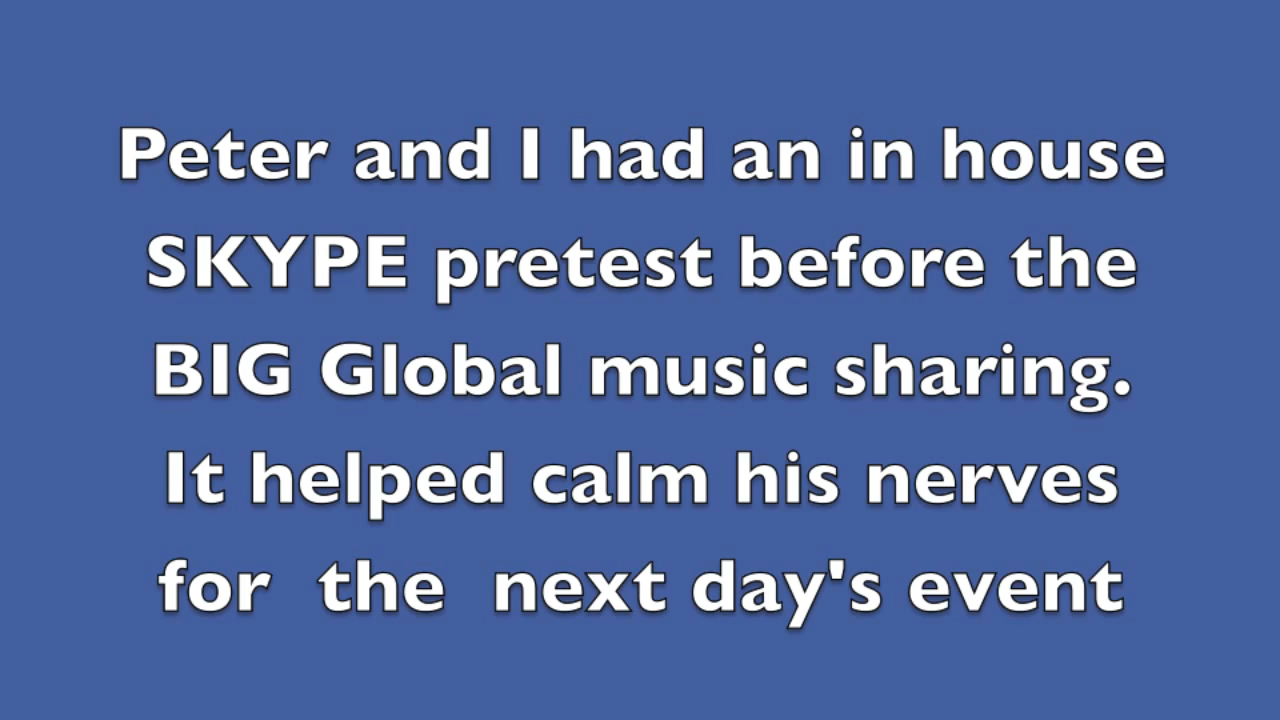 Peter and I had an in house
SKYPE pretest before the
BIG Global music sharing.
It helped calm his nerves
for  the  next day's event